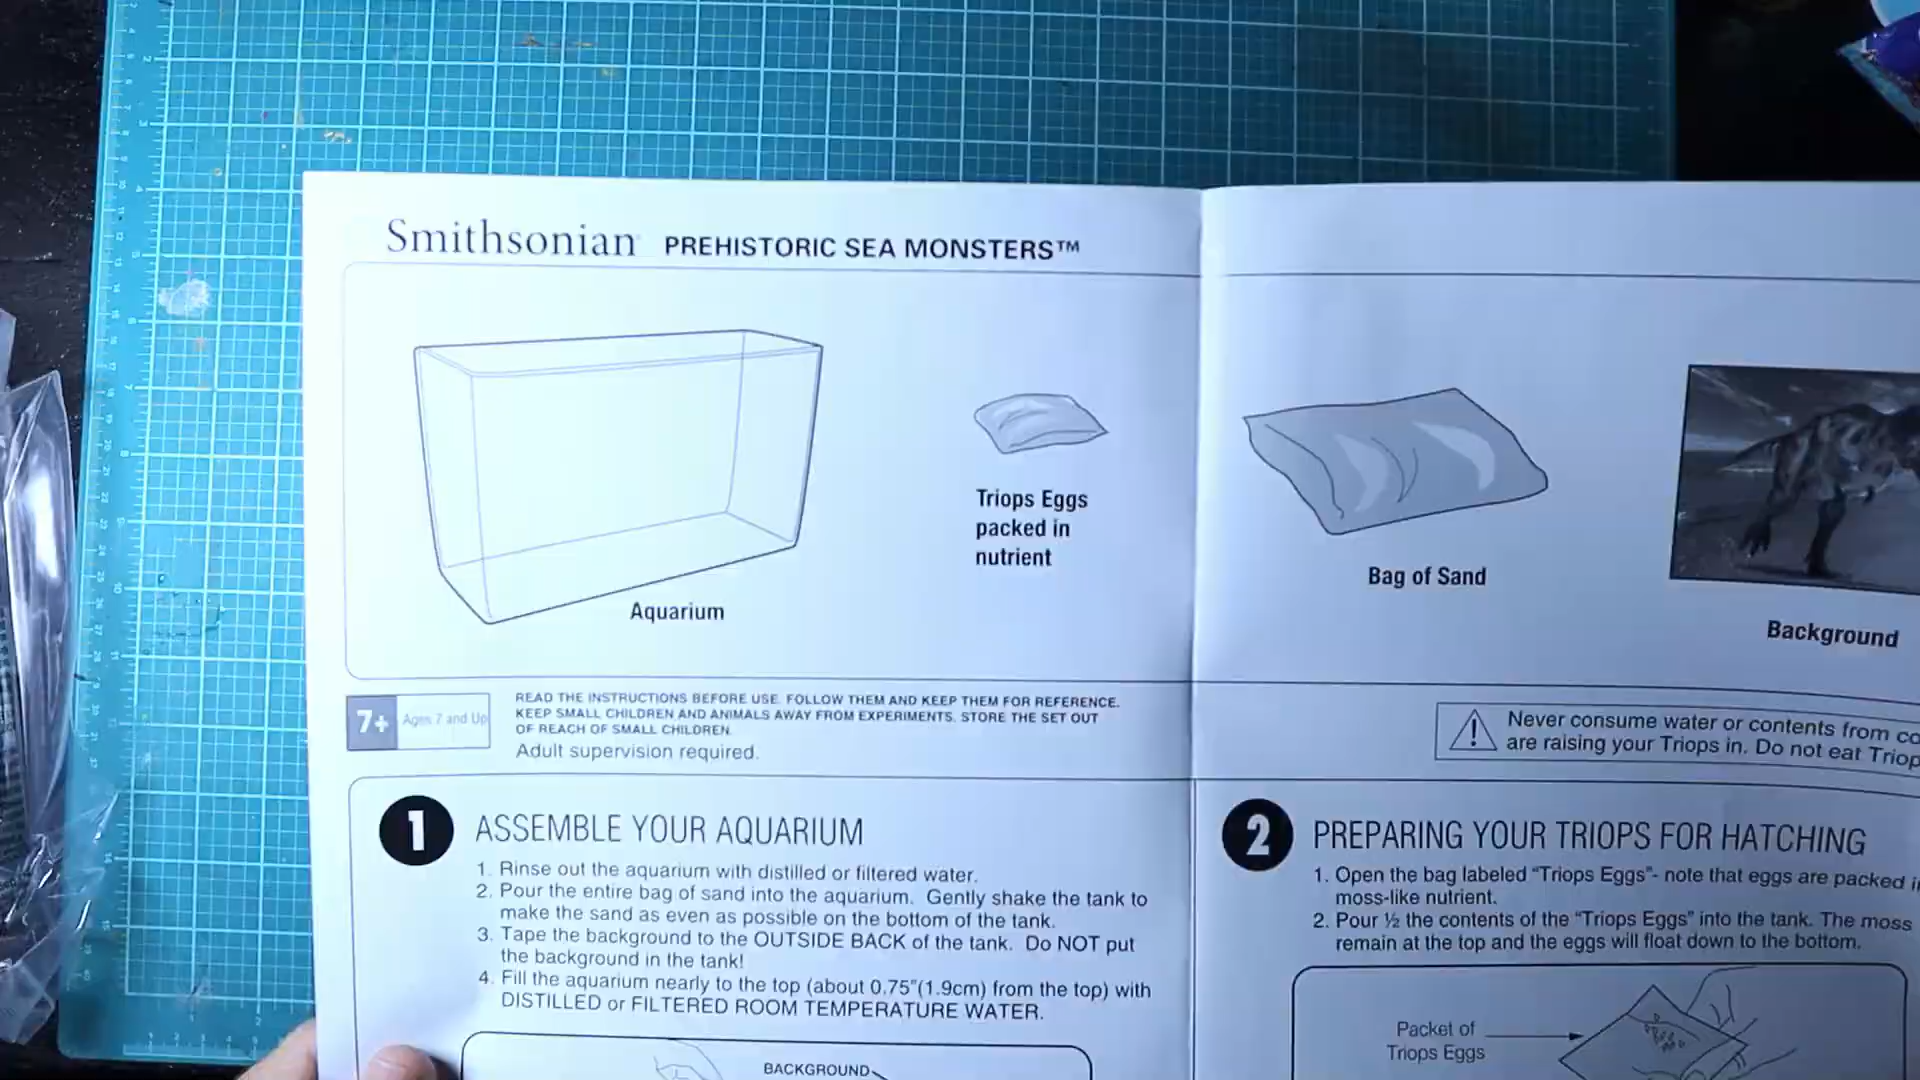 Smithsonian PREHISTORIC SEA MONSTERS™
Aquarium
Triops Eggs
packed in
nutrient
Bag of Sand
Background
7+ Ages 7 and Up
READ THE INSTRUCTIONS BEFORE USE. FOLLOW THEM AND KEEP THEM FOR REFERENCE.
KEEP SMALL CHILDREN AND ANIMALS AWAY FROM EXPERIMENTS. STORE THE SET OUT
OF REACH OF SMALL CHILDREN.
Adult supervision required.
Never consume water or contents from
are raising your Triops in. Do not eat
1 ASSEMBLE YOUR AQUARIUM
1. Rinse out the aquarium with distilled or filtered water.
2. Pour the entire bag of sand into the aquarium. Gently shake the tank to
make the sand as even as possible on the bottom of the tank.
3. Tape the background to the OUTSIDE BACK of the tank. Do NOT put
the background in the tank!
4. Fill the aquarium nearly to the top (about 0.75"(1.9cm) from the top) with
DISTILLED or FILTERED ROOM TEMPERATURE WATER.
BACKGROUND
2 PREPARING YOUR TRIOPS FOR HATCHING
1. Open the bag labeled "Triops Eggs"- note that eggs are packed
moss-like nutrient.
2. Pour ½ the contents of the "Triops Eggs" into the tank. The moss
remain at the top and the eggs will float down to the bottom.
Packet of
Triops Eggs